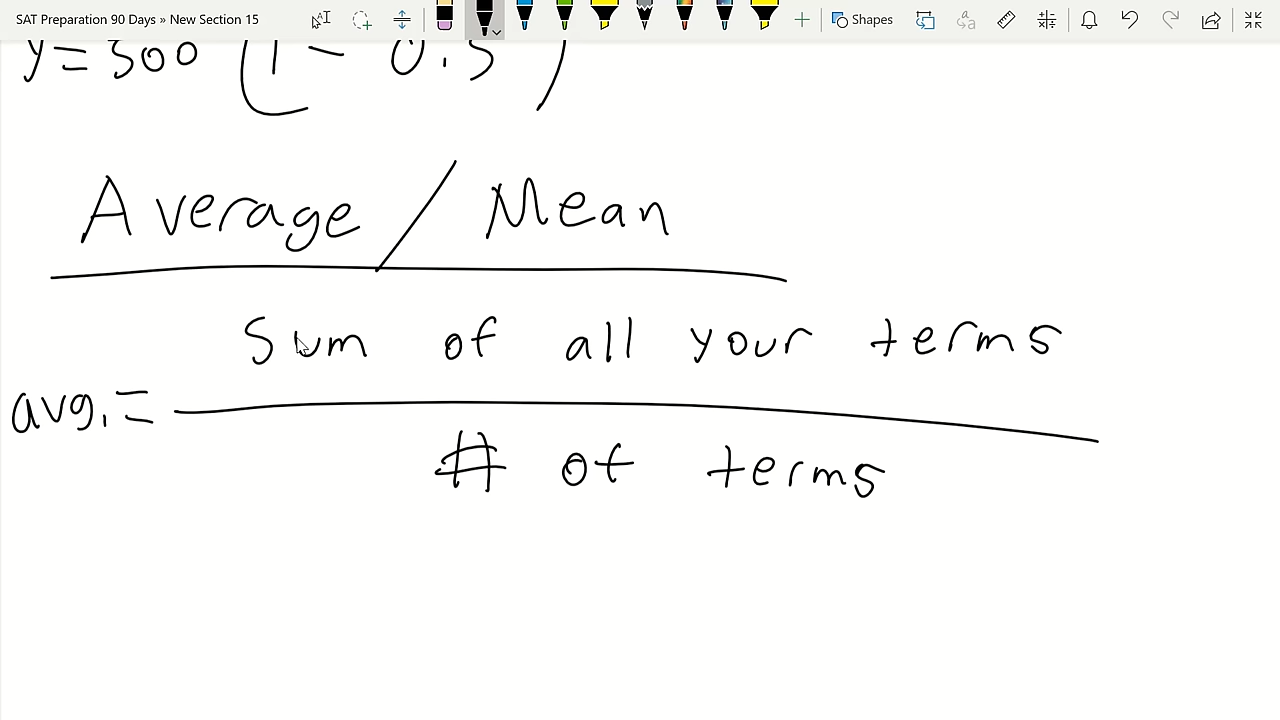 SAT Preparation 90 Days » New Section 15
Shapes
y = 500 (1 - 0.5)
Average / Mean
Sum of all your terms
avg. =
# of terms